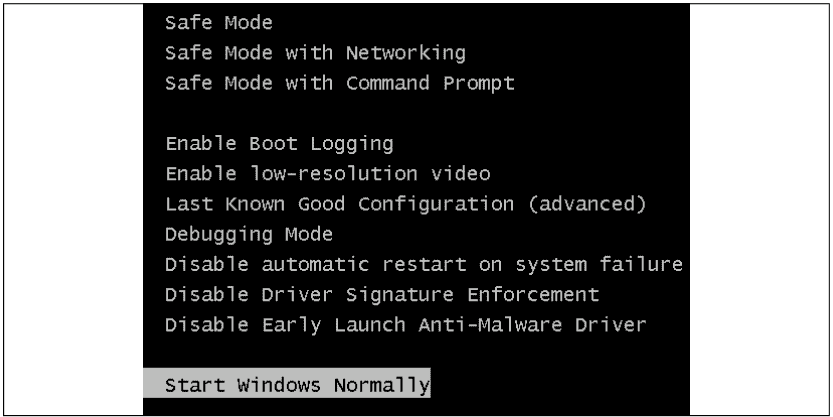 Safe Mode
Safe Mode with Networking
Safe Mode with Command Prompt
Enable Boot Logging
Enable low-resolution video
Last Known Good Configuration (advanced)
Debugging Mode
Disable automatic restart on system failure
Disable Driver Signature Enforcement
Disable Early Launch Anti-Malware Driver
Start Windows Normally